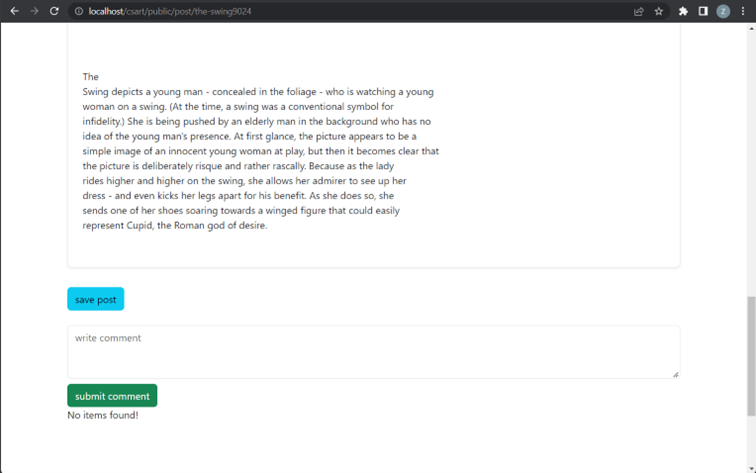 localhost/csart/public/post/the-swing9024
Z
The
Swing depicts a young man - concealed in the foliage - who is watching a young
woman on a swing. (At the time, a swing was a conventional symbol for
infidelity.) She is being pushed by an elderly man in the background who has no
idea of the young man's presence. At first glance, the picture appears to be a
simple image of an innocent young woman at play, but then it becomes clear that
the picture is deliberately risque and rather rascally. Because as the lady
rides higher and higher on the swing, she allows her admirer to see up her
dress - and even kicks her legs apart for his benefit. As she does so, she
sends one of her shoes soaring towards a winged figure that could easily
represent Cupid, the Roman god of desire.
save post
write comment
submit comment
No items found!